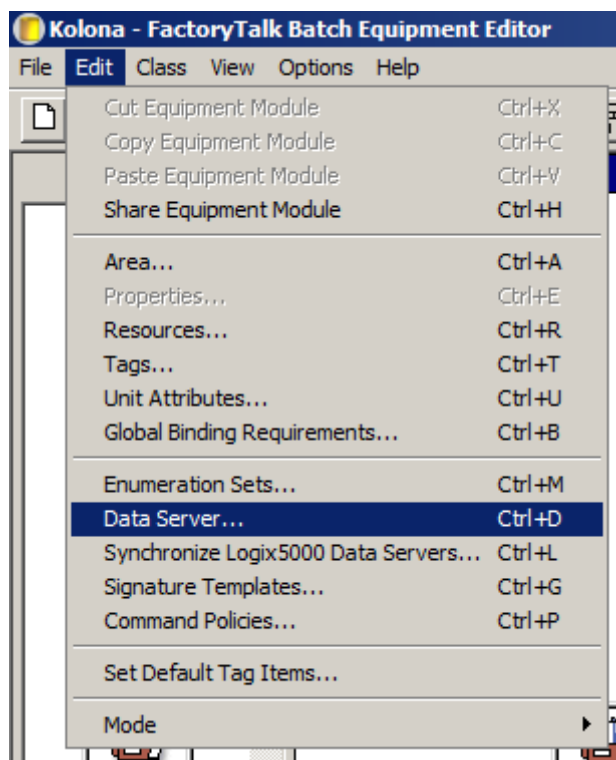 Kolona - FactoryTalk Batch Equipment Editor
File Edit Class View Options Help
Cut Equipment Module Ctrl+X
Copy Equipment Module Ctrl+C
Paste Equipment Module Ctrl+V
Share Equipment Module Ctrl+H
Area... Ctrl+A
Properties... Ctrl+E
Resources... Ctrl+R
Tags... Ctrl+T
Unit Attributes... Ctrl+U
Global Binding Requirements... Ctrl+B
Enumeration Sets... Ctrl+M
Data Server... Ctrl+D
Synchronize Logix5000 Data Servers... Ctrl+L
Signature Templates... Ctrl+G
Command Policies... Ctrl+P
Set Default Tag Items...
Mode